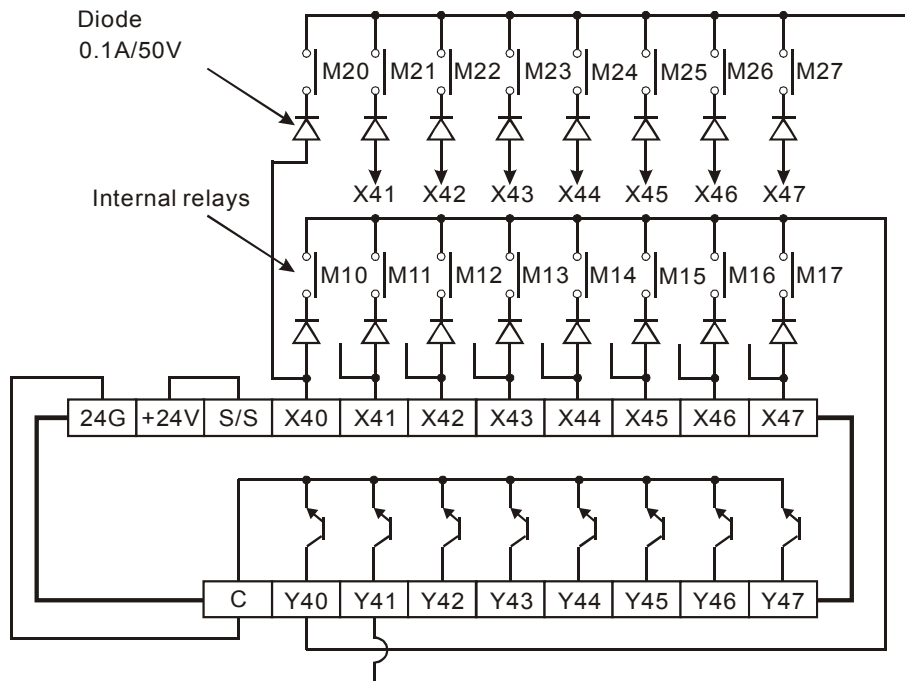 Diode
0.1A/50V
M20 M21 M22 M23 M24 M25 M26 M27
X41 X42 X43 X44 X45 X46 X47
Internal relays
M10 M11 M12 M13 M14 M15 M16 M17
24G +24V S/S X40 X41 X42 X43 X44 X45 X46 X47
C Y40 Y41 Y42 Y43 Y44 Y45 Y46 Y47